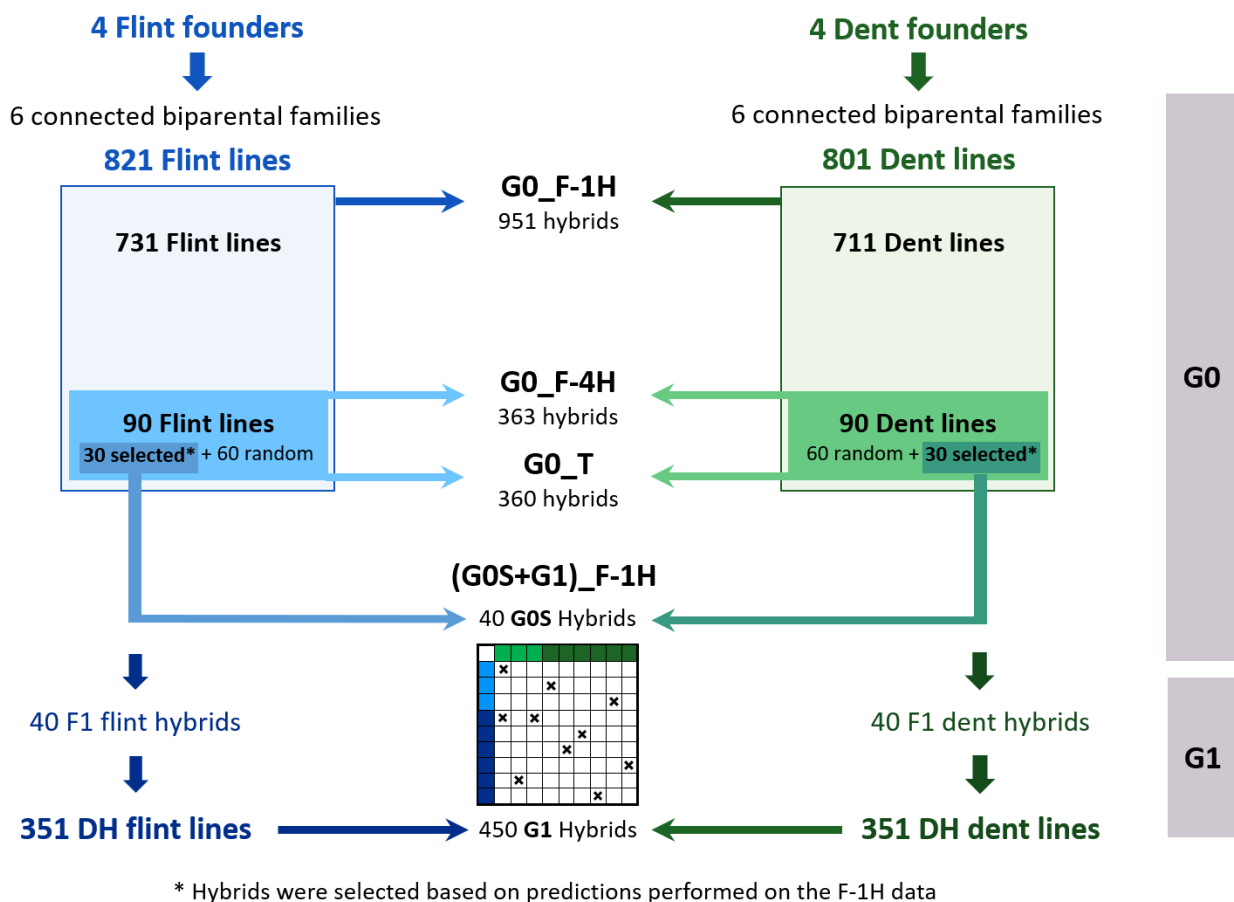 4 Flint founders
4 Dent founders
6 connected biparental families
6 connected biparental families
821 Flint lines
801 Dent lines
G0_F-1H
951 hybrids
731 Flint lines
711 Dent lines
G0
G0_F-4H
363 hybrids
90 Flint lines
30 selected* + 60 random
90 Dent lines
60 random + 30 selected*
G0_T
360 hybrids
(G0S+G1)_F-1H
40 G0S Hybrids
40 F1 flint hybrids
40 F1 dent hybrids
G1
351 DH flint lines
450 G1 Hybrids
351 DH dent lines
* Hybrids were selected based on predictions performed on the F-1H data